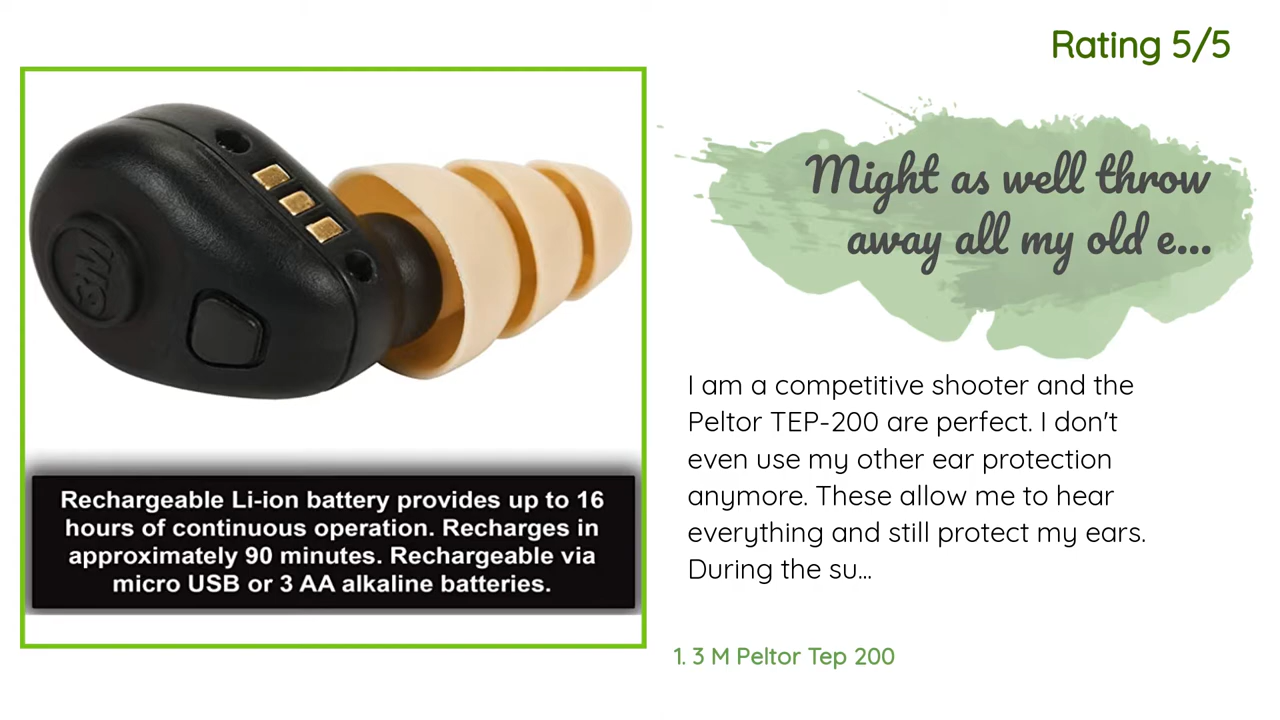 Rating 5/5
Might as well throw
away all my old e...
3M
Rechargeable Li-ion battery provides up to 16
hours of continuous operation. Recharges in
approximately 90 minutes. Rechargeable via
micro USB or 3 AA alkaline batteries.
I am a competitive shooter and the
Peltor TEP-200 are perfect. I don't
even use my other ear protection
anymore. These allow me to hear
everything and still protect my ears.
During the su...
1. 3 M Peltor Tep 200